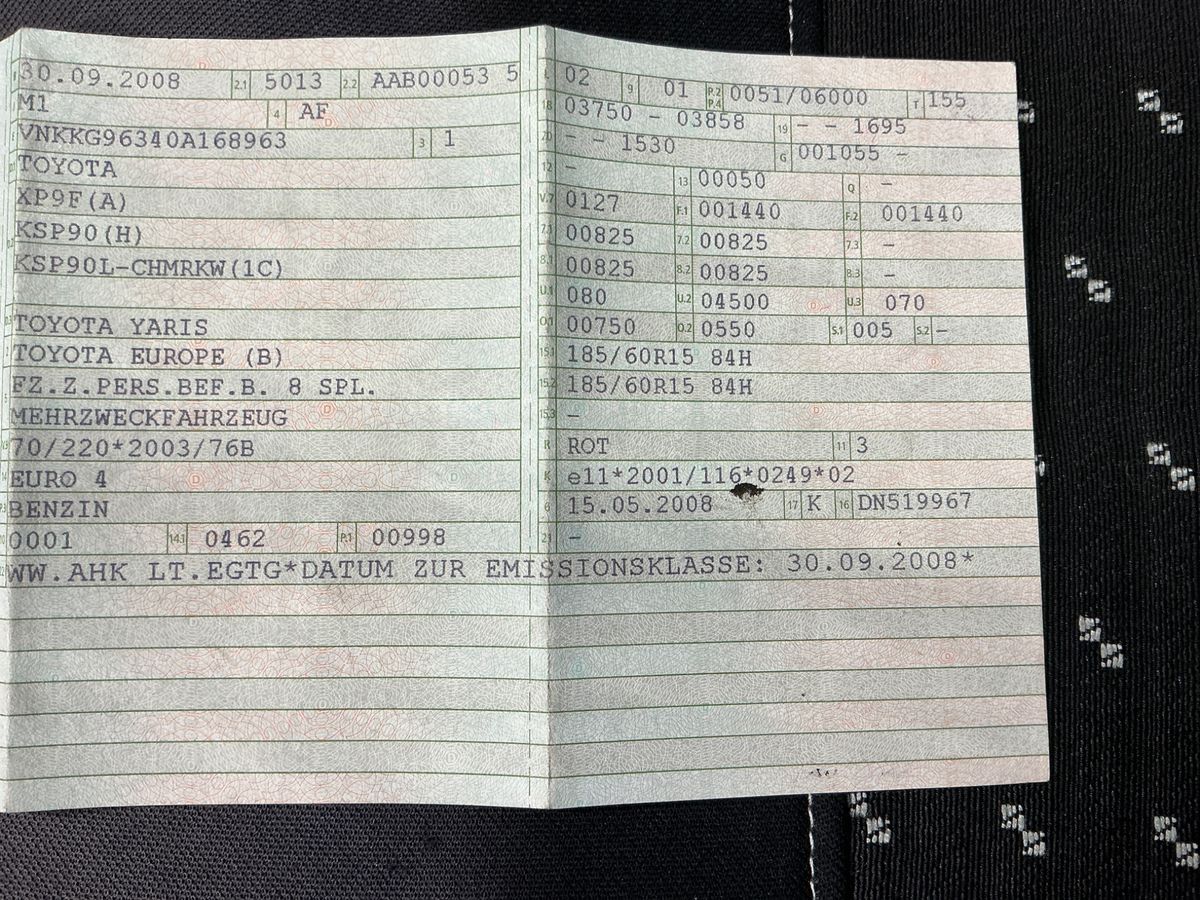 30.09.2008 2.1 5013 2.2 AAB00053 5
M1 4 AF
VNKKG96340A168963 3 1
TOYOTA
XP9F(A)
KSP90(H)
KSP90L-CHMRKW(1C)
TOYOTA YARIS
TOYOTA EUROPE (B)
FZ.Z.PERS.BEF.B. 8 SPL.
MEHRZWECKFAHRZEUG
70/220*2003/76B
EURO 4
BENZIN
0001 14.1 0462 P.1 00998
L 02 9 01 P.2 P.4 0051/06000 T 155
18 03750 - 03858 19 - - 1695
20 - - 1530 G 001055 -
12 - 13 00050 Q -
V.7 0127 F.1 001440 F.2 001440
7.1 00825 7.2 00825 7.3 -
8.1 00825 8.2 00825 8.3 -
U.1 080 U.2 04500 U.3 070
O.1 00750 O.2 0550 S.1 005 S.2 -
15.1 185/60R15 84H
15.2 185/60R15 84H
15.3 -
R ROT 11 3
K e11*2001/116*0249*02
6 15.05.2008 17 K 16 DN519967
21 -
WW.AHK LT.EGTG*DATUM ZUR EMISSIONSKLASSE: 30.09.2008*